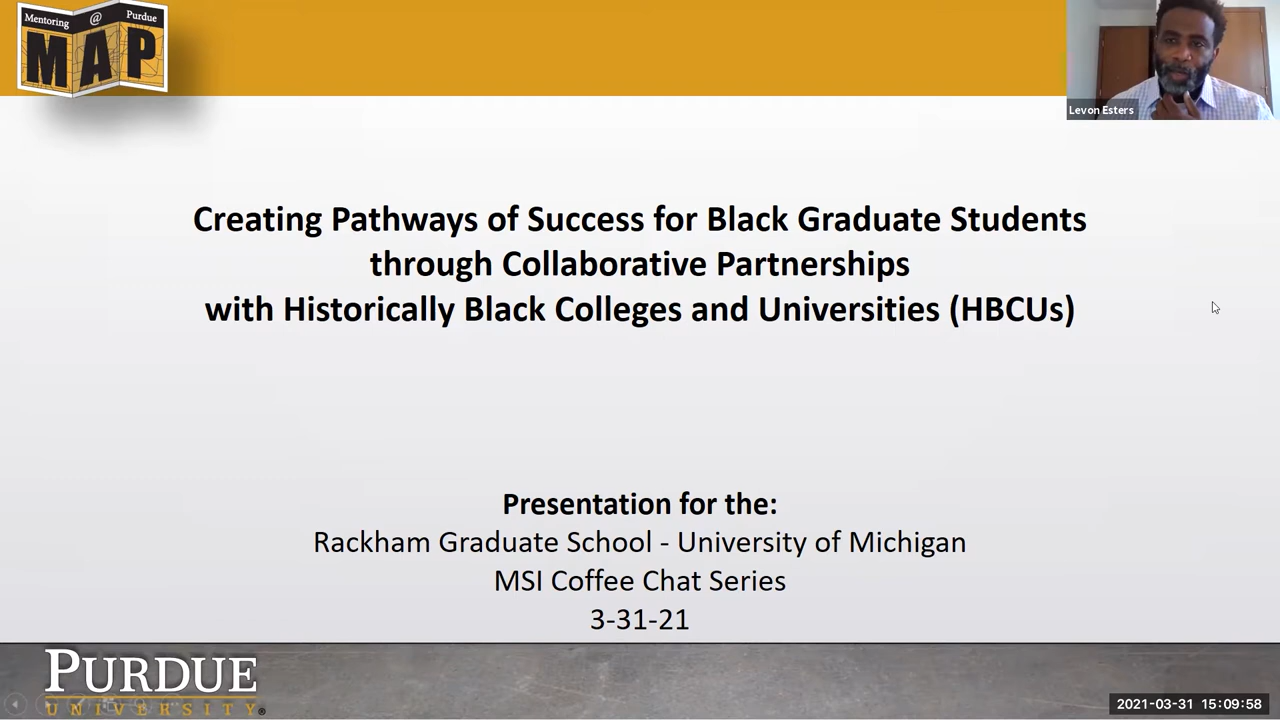 Mentoring @ Purdue
MAP
Levon Esters
Creating Pathways of Success for Black Graduate Students
through Collaborative Partnerships
with Historically Black Colleges and Universities (HBCUs)
Presentation for the:
Rackham Graduate School - University of Michigan
MSI Coffee Chat Series
3-31-21
PURDUE
UNIVERSITY®
2021-03-31 15:09:58